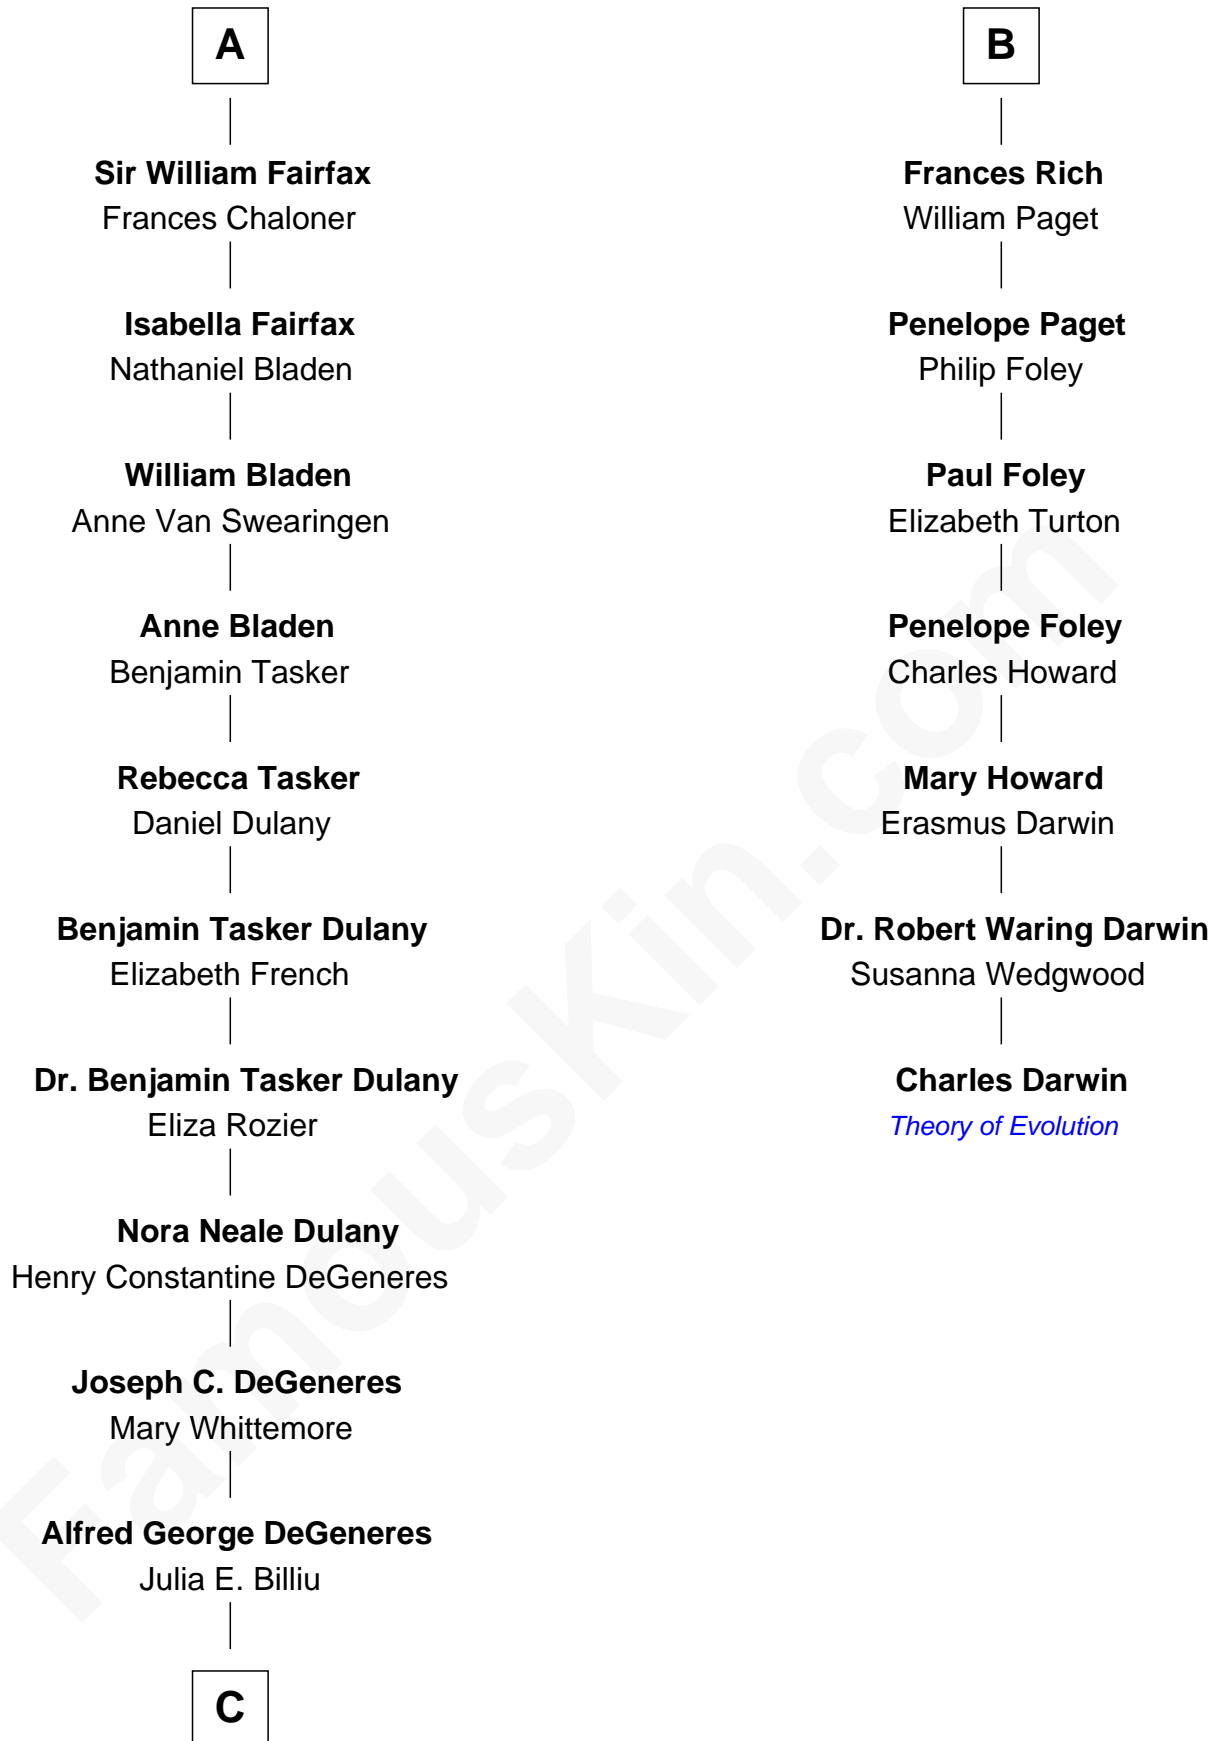 A
Sir William Fairfax
Frances Chaloner
Isabella Fairfax
Nathaniel Bladen
William Bladen
Anne Van Swearingen
Anne Bladen
Benjamin Tasker
Rebecca Tasker
Daniel Dulany
Benjamin Tasker Dulany
Elizabeth French
Dr. Benjamin Tasker Dulany
Eliza Rozier
Nora Neale Dulany
Henry Constantine DeGeneres
Joseph C. DeGeneres
Mary Whittemore
Alfred George DeGeneres
Julia E. Billiu
C
B
Frances Rich
William Paget
Penelope Paget
Philip Foley
Paul Foley
Elizabeth Turton
Penelope Foley
Charles Howard
Mary Howard
Erasmus Darwin
Dr. Robert Waring Darwin
Susanna Wedgwood
Charles Darwin
Theory of Evolution
FamousKin.com